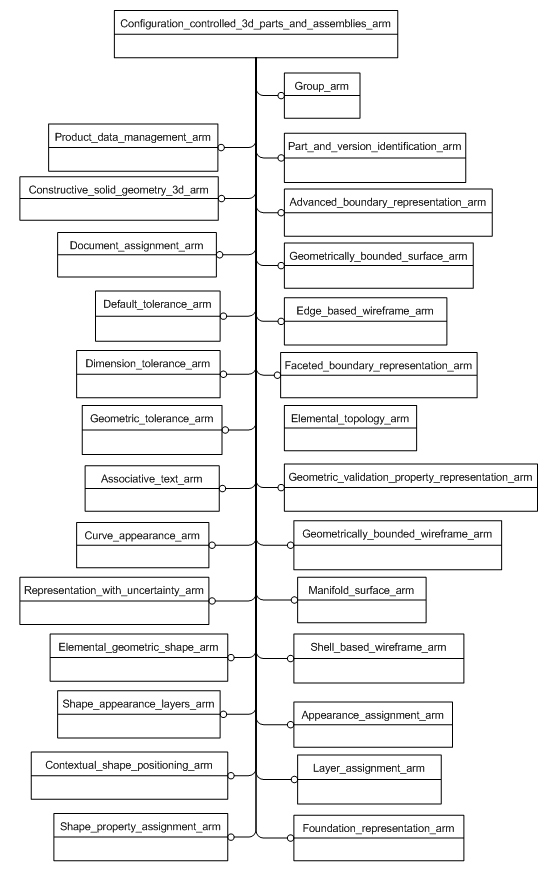 Configuration_controlled_3d_parts_and_assemblies_arm
Group_arm
Product_data_management_arm
Part_and_version_identification_arm
Constructive_solid_geometry_3d_arm
Advanced_boundary_representation_arm
Document_assignment_arm
Geometrically_bounded_surface_arm
Default_tolerance_arm
Edge_based_wireframe_arm
Dimension_tolerance_arm
Faceted_boundary_representation_arm
Geometric_tolerance_arm
Elemental_topology_arm
Associative_text_arm
Geometric_validation_property_representation_arm
Curve_appearance_arm
Geometrically_bounded_wireframe_arm
Representation_with_uncertainty_arm
Manifold_surface_arm
Elemental_geometric_shape_arm
Shell_based_wireframe_arm
Shape_appearance_layers_arm
Appearance_assignment_arm
Contextual_shape_positioning_arm
Layer_assignment_arm
Shape_property_assignment_arm
Foundation_representation_arm